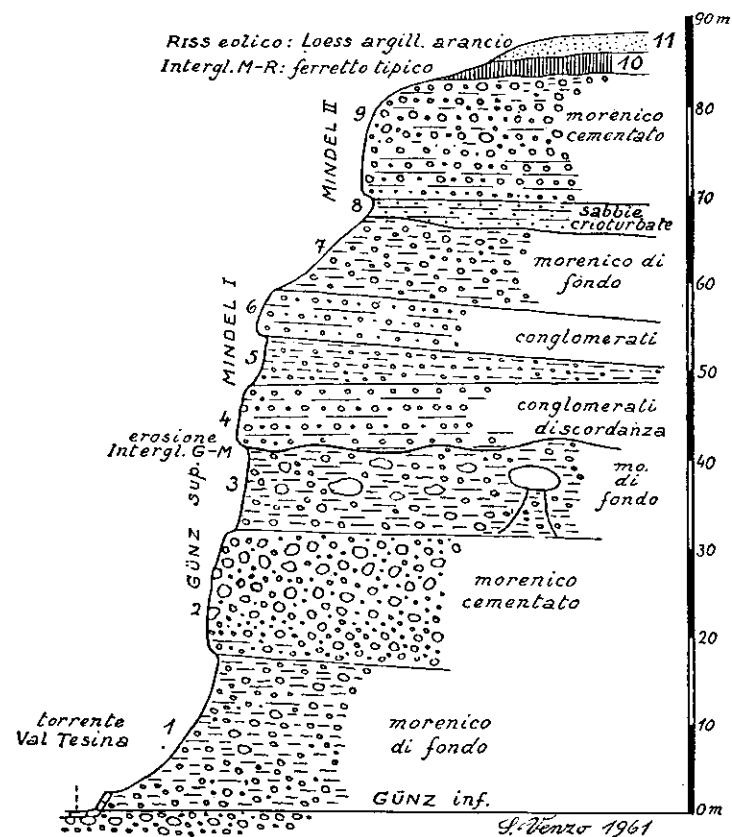 90 m
RISS eolico: Loess argill. arancio
11
Intergl. M-R: ferretto tipico
10
MINDEL II
9
morenico
cementato
80
70
8
sabbie
crioturbate
7
morenico di
fondo
60
MINDEL I
6
conglomerati
5
50
4
conglomerati
discordanza
erosione
Intergl. G-M
40
GÜNZ sup.
3
mo.
di
fondo
30
2
morenico
cementato
20
torrente
Val Tesina
1
morenico
di fondo
10
GÜNZ inf.
0 m
S. Venzo 1961